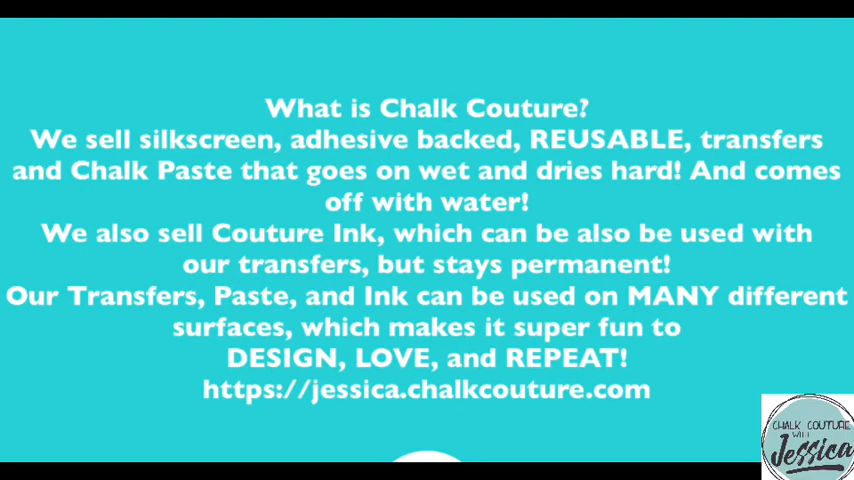 What is Chalk Couture?
We sell silkscreen, adhesive backed, REUSABLE, transfers
and Chalk Paste that goes on wet and dries hard! And comes
off with water!
We also sell Couture Ink, which can be also be used with
our transfers, but stays permanent!
Our Transfers, Paste, and Ink can be used on MANY different
surfaces, which makes it super fun to
DESIGN, LOVE, and REPEAT!
https://jessica.chalkcouture.com
CHALK COUTURE
WITH
Jessica